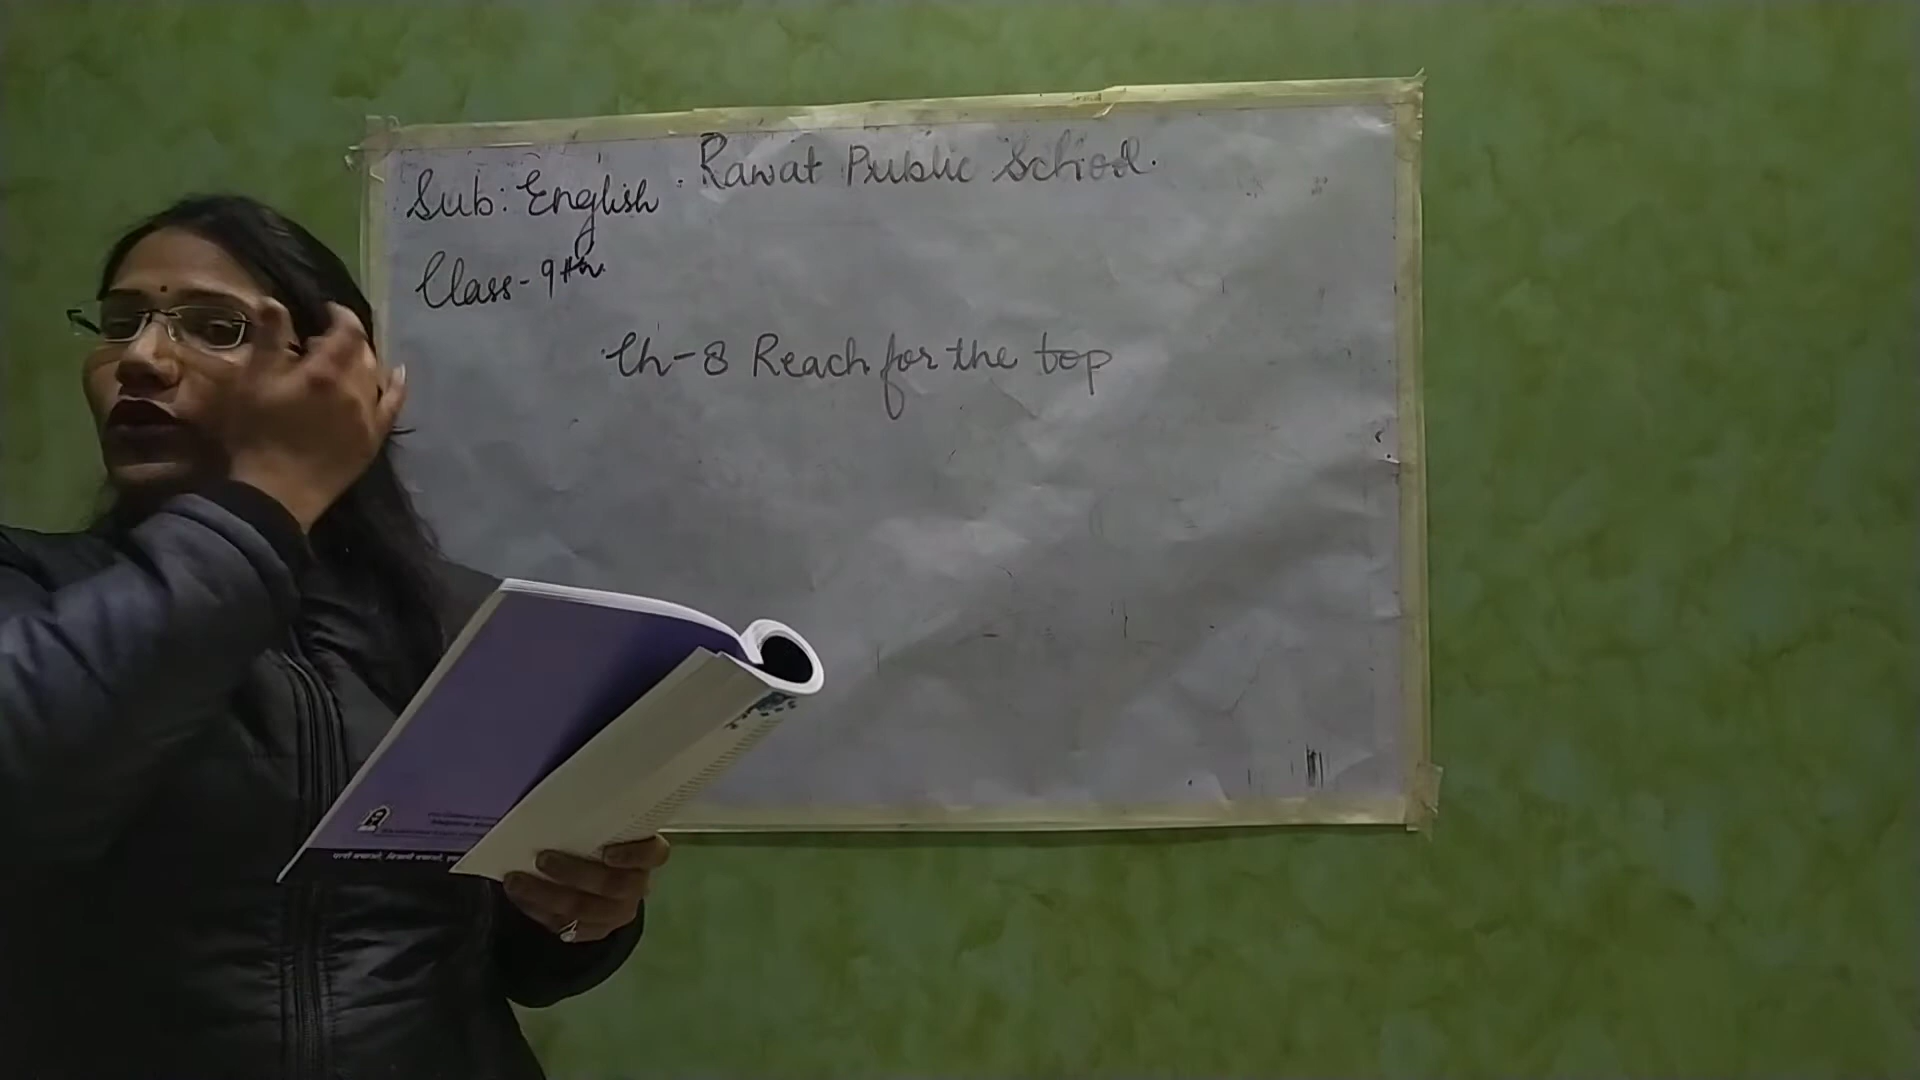 Rawat Public School.
Sub: English
Class - 9th
Ch - 8 Reach for the top